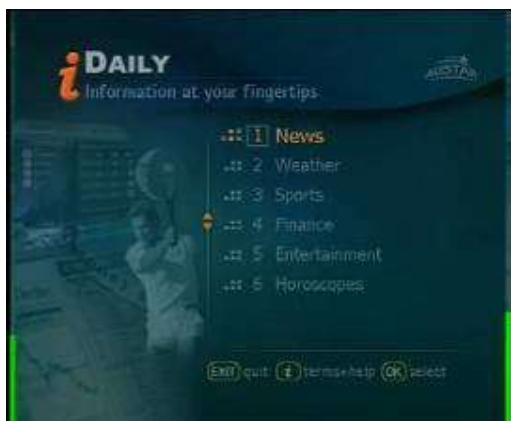 i DAILY
Information at your fingertips
AUSTAR
1 News
2 Weather
3 Sports
4 Finance
5 Entertainment
6 Horoscopes
EXIT quit i terms+help OK select